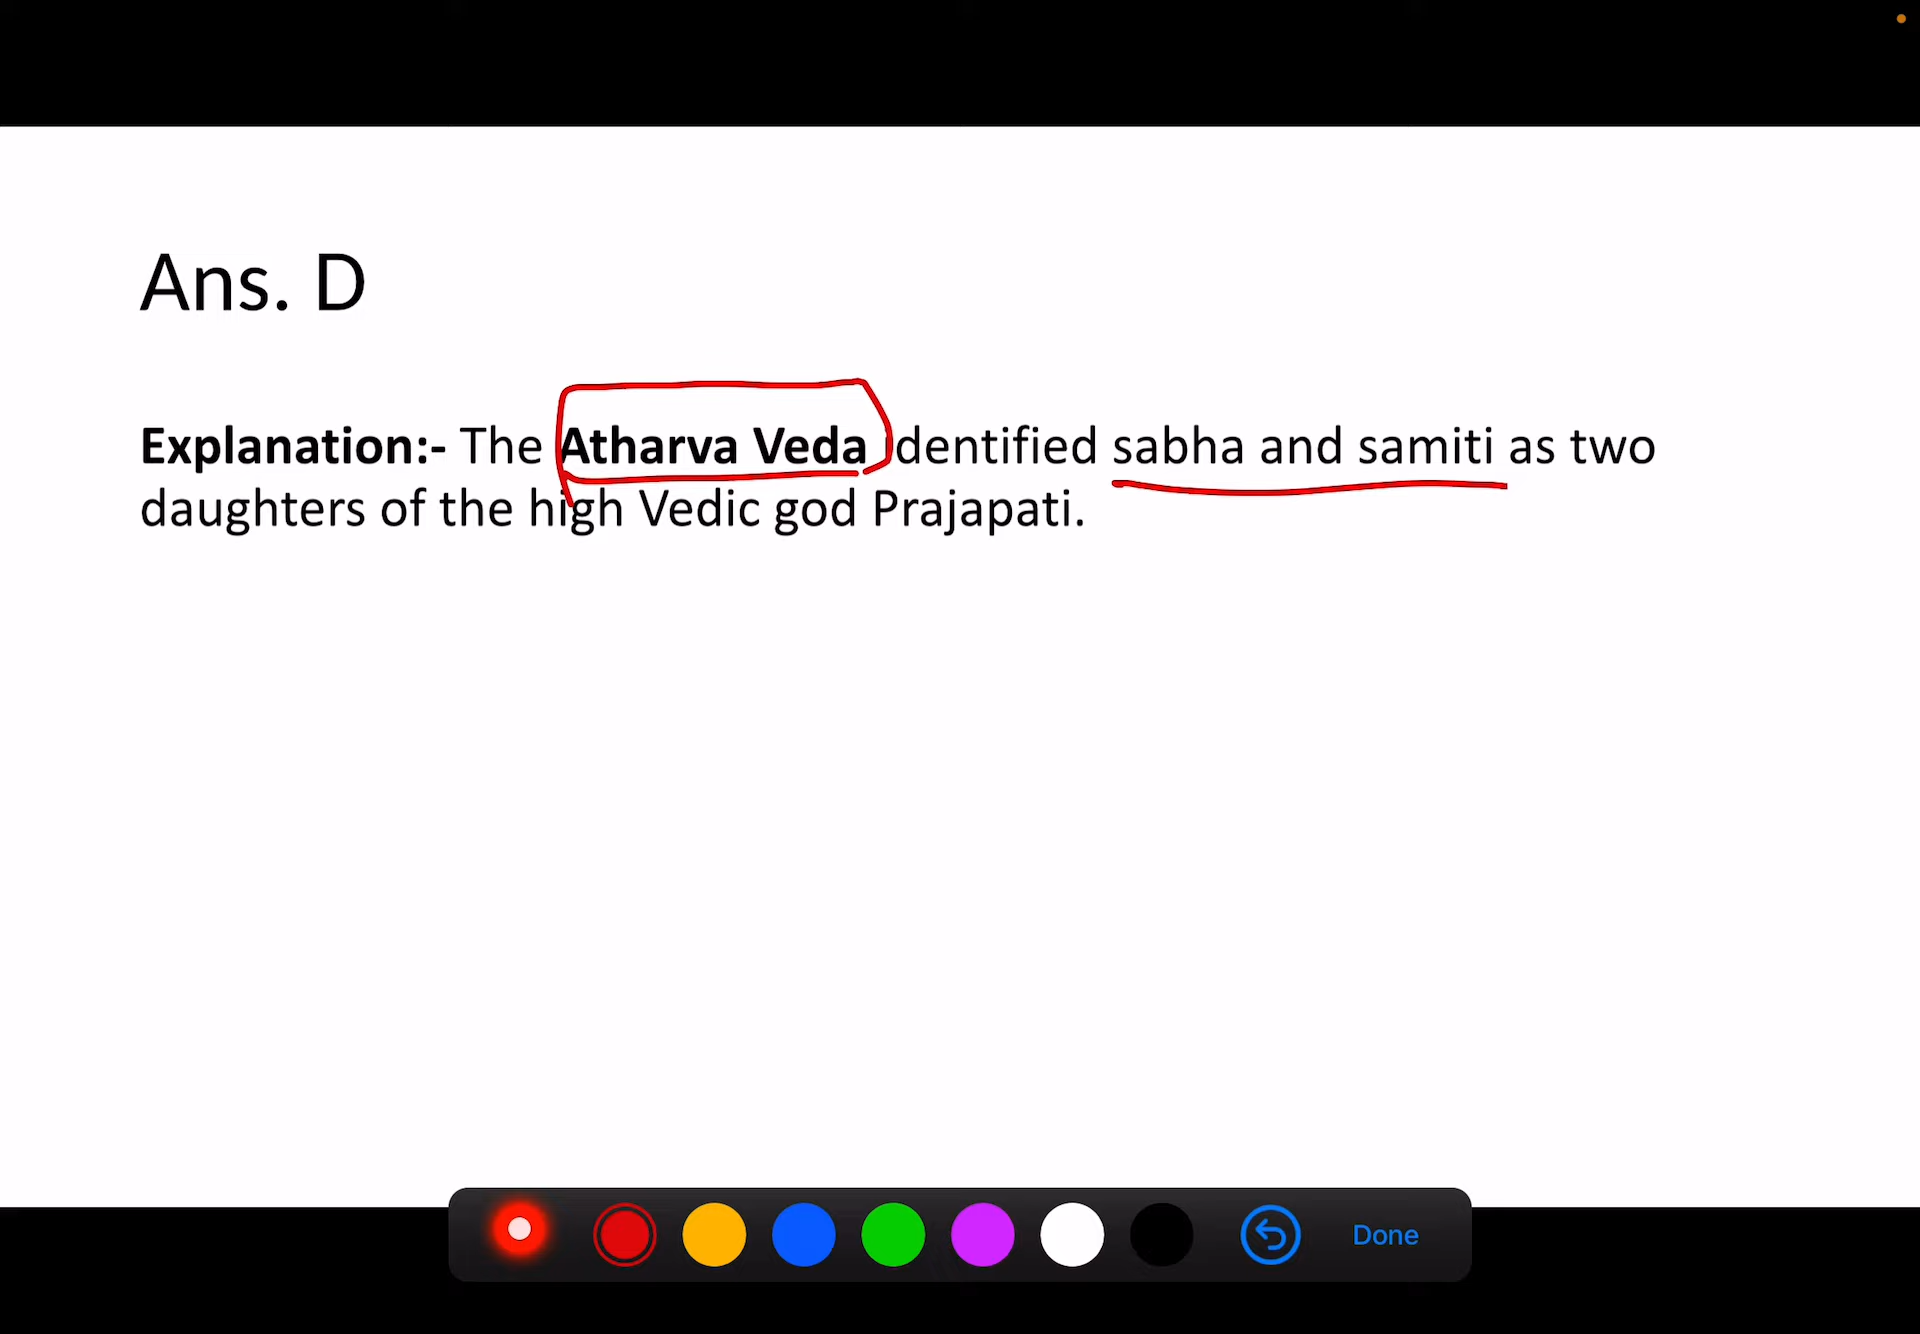 Ans. D
Explanation:- The Atharva Veda identified sabha and samiti as two
daughters of the high Vedic god Prajapati.
Done